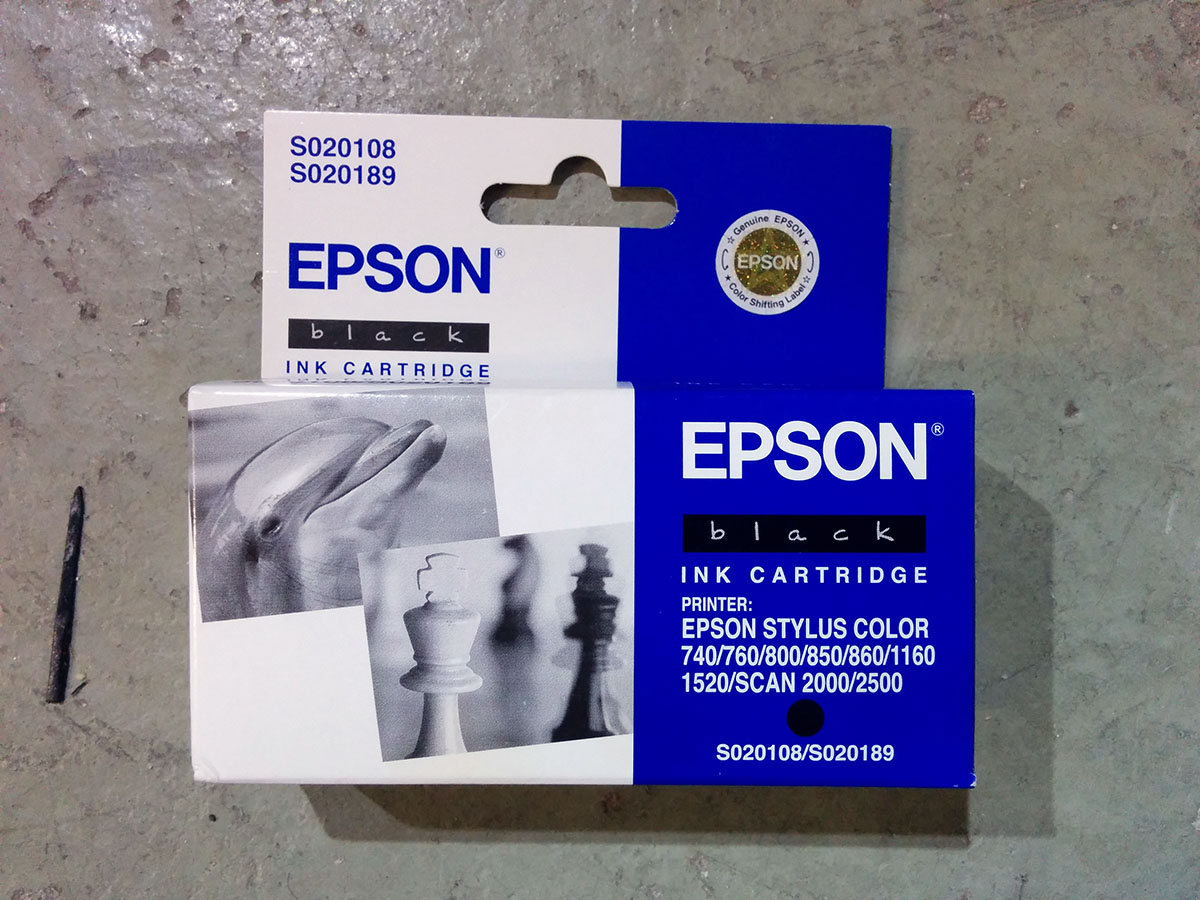 S020108
S020189
EPSON®
black
INK CARTRIDGE
Genuine EPSON
EPSON
Color Shifting Label
EPSON®
black
INK CARTRIDGE
PRINTER:
EPSON STYLUS COLOR
740/760/800/850/860/1160
1520/SCAN 2000/2500
S020108/S020189